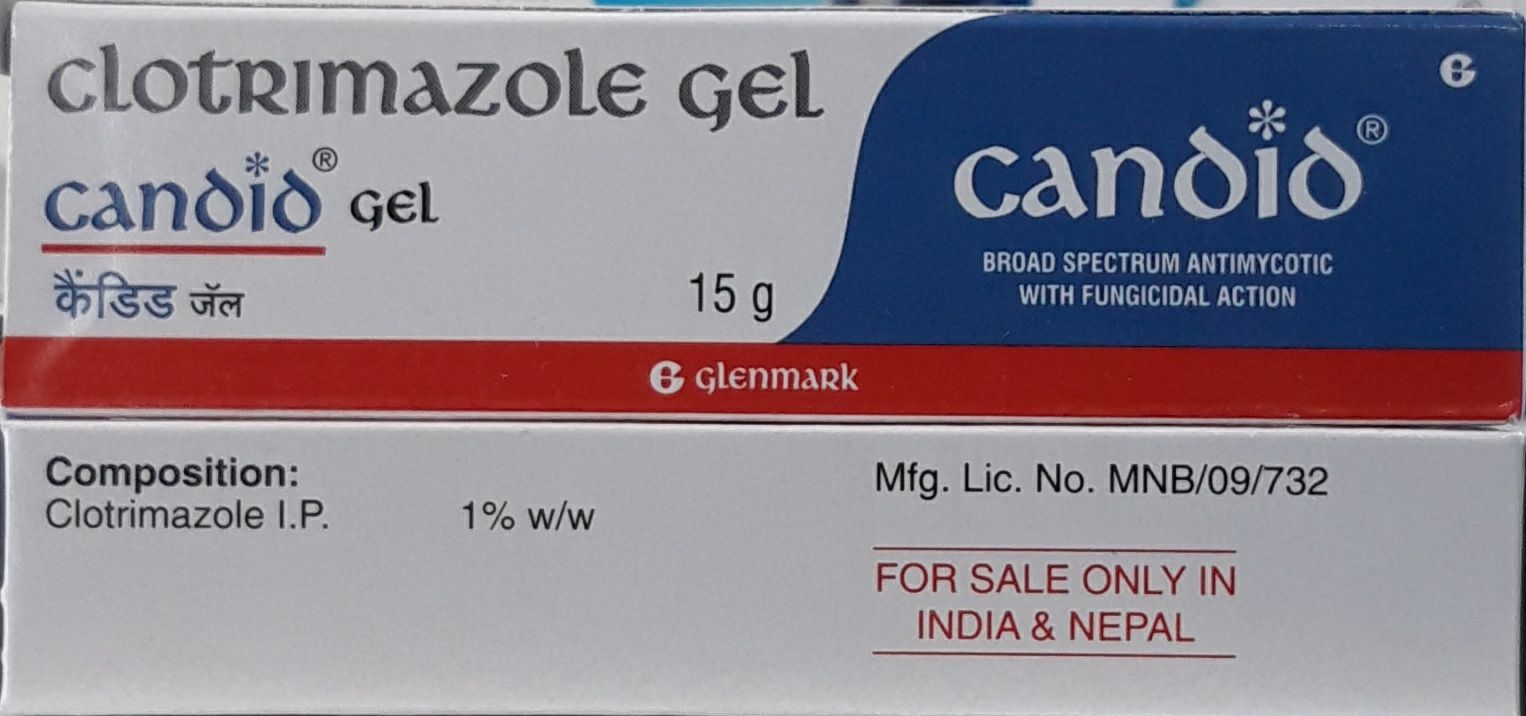 Clotrimazole Gel
Candid® Gel
कैंडिड जॅल
15 g
Candid®
BROAD SPECTRUM ANTIMYCOTIC
WITH FUNGICIDAL ACTION
G Glenmark
Composition:
Clotrimazole I.P. 1% w/w
Mfg. Lic. No. MNB/09/732
FOR SALE ONLY IN
INDIA & NEPAL